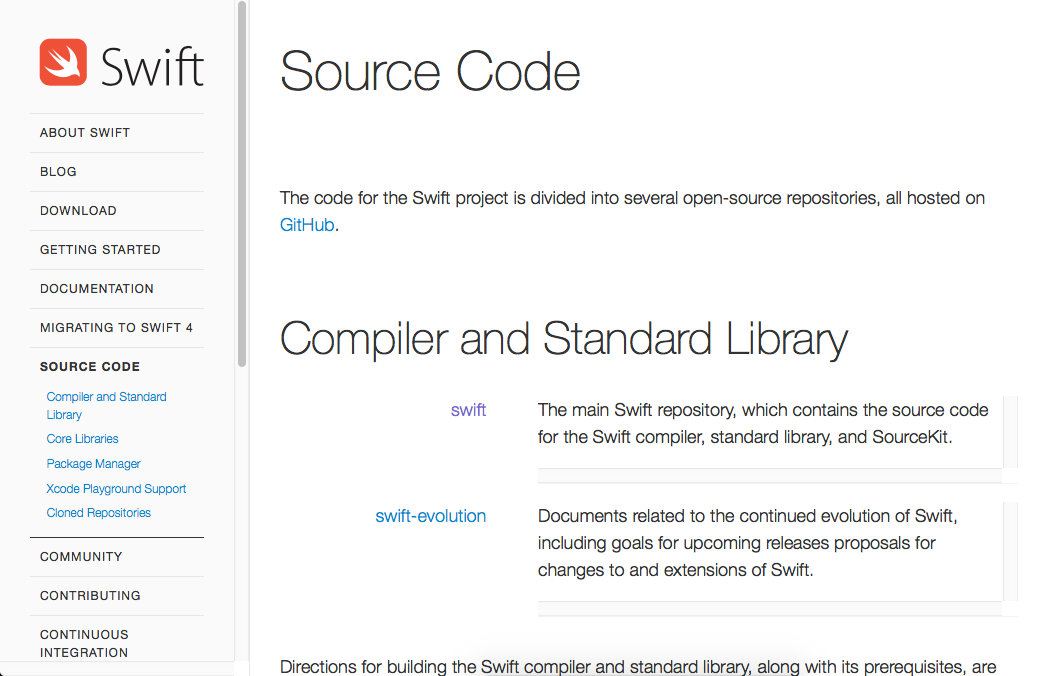 Swift
ABOUT SWIFT
BLOG
DOWNLOAD
GETTING STARTED
DOCUMENTATION
MIGRATING TO SWIFT 4
SOURCE CODE
Compiler and Standard
Library
Core Libraries
Package Manager
Xcode Playground Support
Cloned Repositories
COMMUNITY
CONTRIBUTING
CONTINUOUS
INTEGRATION
Source Code
The code for the Swift project is divided into several open-source repositories, all hosted on
GitHub.
Compiler and Standard Library
swift
The main Swift repository, which contains the source code
for the Swift compiler, standard library, and SourceKit.
swift-evolution
Documents related to the continued evolution of Swift,
including goals for upcoming releases proposals for
changes to and extensions of Swift.
Directions for building the Swift compiler and standard library, along with its prerequisites, are